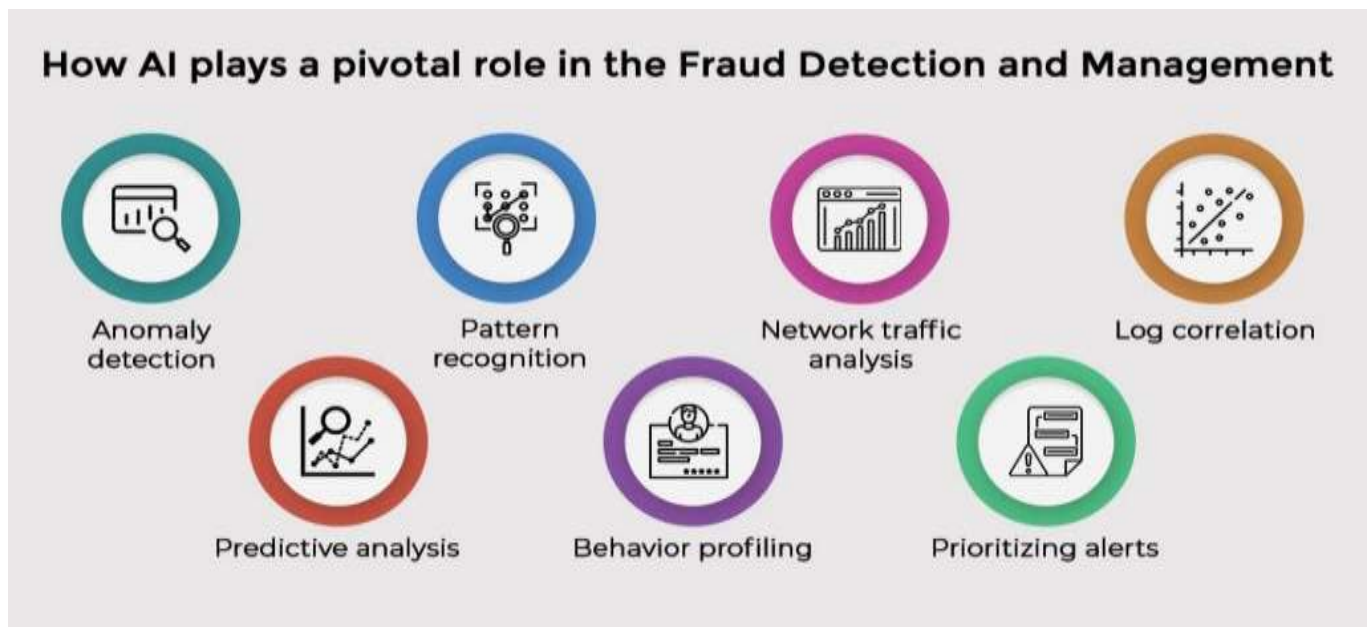 How AI plays a pivotal role in the Fraud Detection and Management
Anomaly
detection
Pattern
recognition
Network traffic
analysis
Log correlation
Predictive analysis
Behavior profiling
Prioritizing alerts